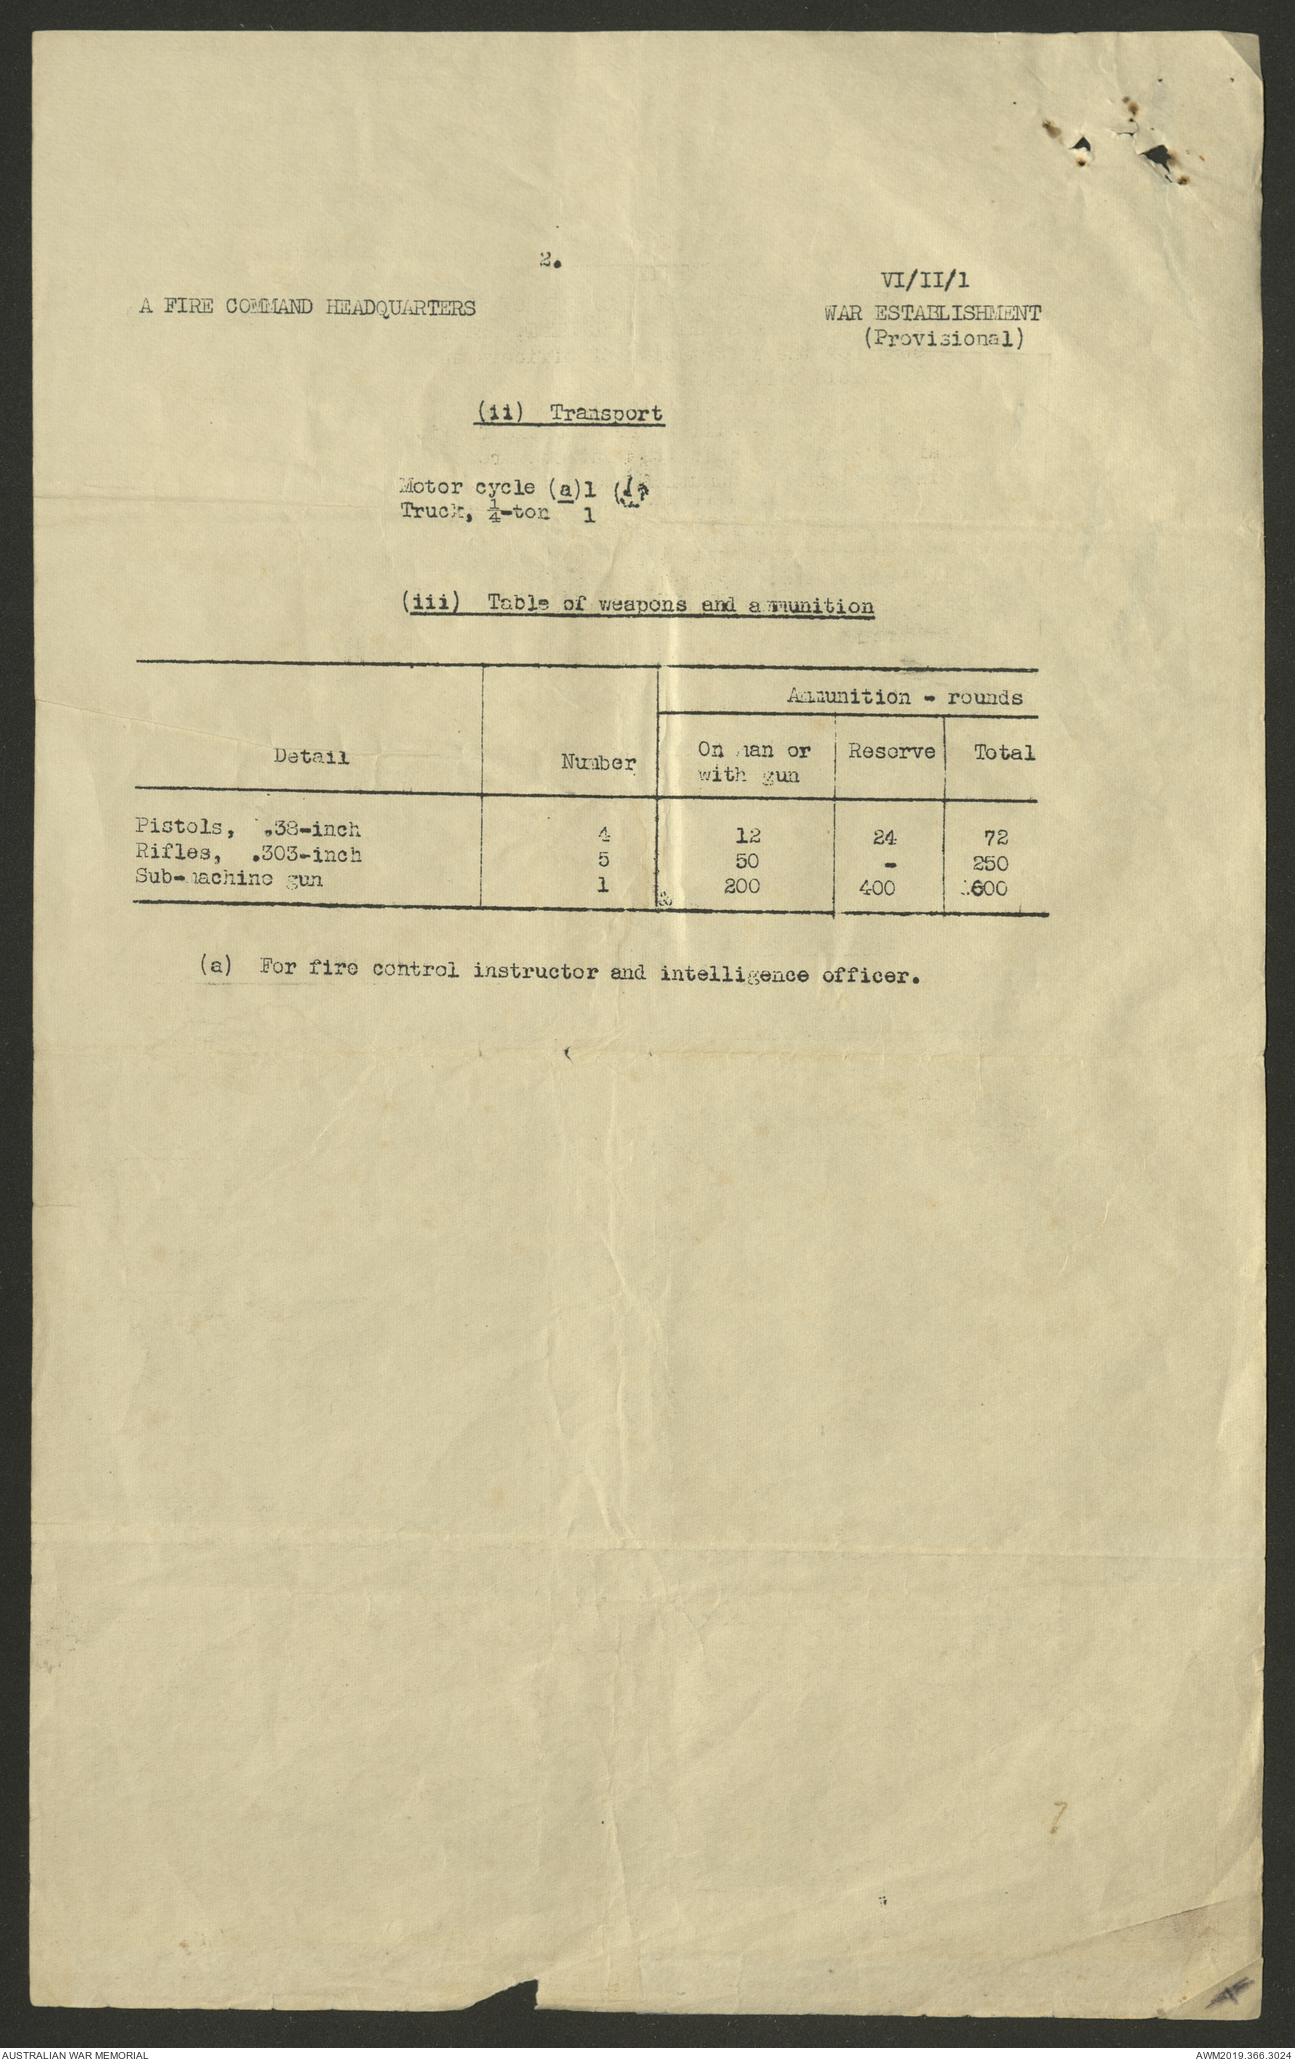 2.
VI/II/1
A FIRE COMMAND HEADQUARTERS
WAR ESTABLISHMENT
(Provisional)
(ii) Transport
Motor cycle (a)1
Truck, ¼-ton 1
(iii) Table of weapons and ammunition
Ammunition - rounds
Detail Number On man or with gun Reserve Total
Pistols, .38-inch 4 12 24 72
Rifles, .303-inch 5 50 - 250
Sub-machine gun 1 200 400 600
(a) For fire control instructor and intelligence officer.
7
AUSTRALIAN WAR MEMORIAL
AWM2019.366.3024